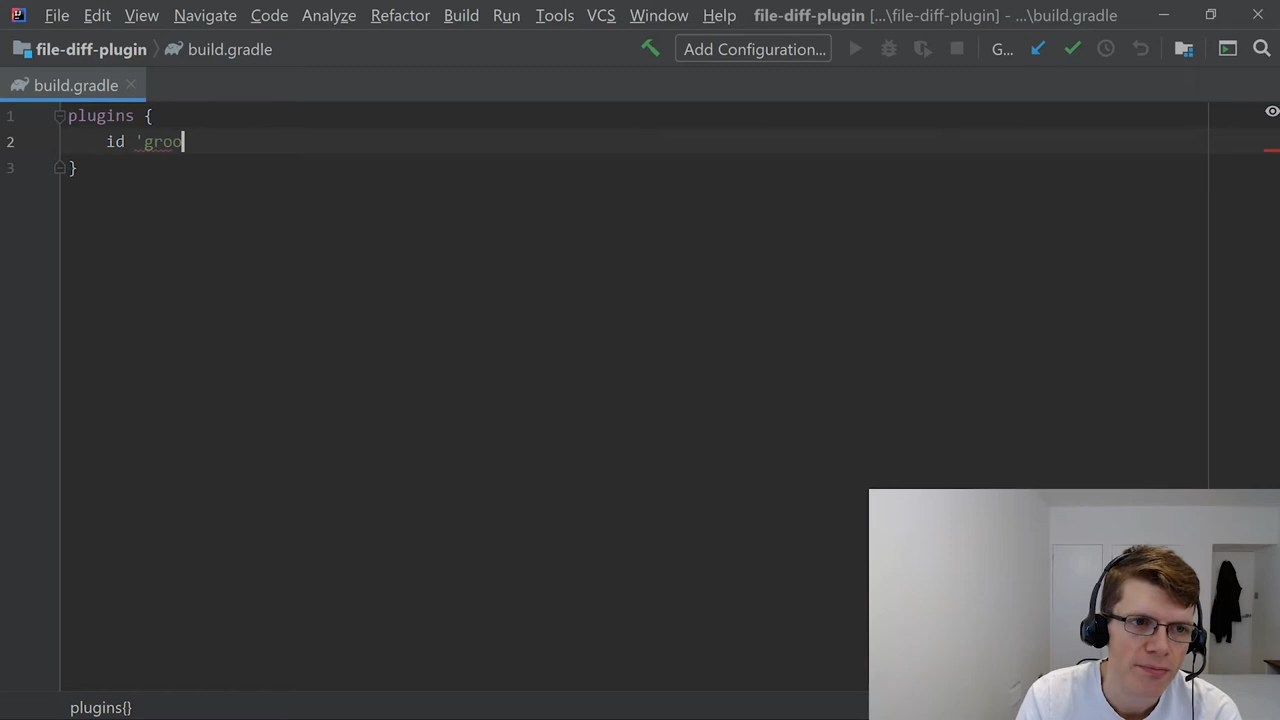 File Edit View Navigate Code Analyze Refactor Build Run Tools VCS Window Help file-diff-plugin [...\file-diff-plugin] - ...\build.gradle
file-diff-plugin build.gradle Add Configuration... G...
build.gradle
1 plugins {
2 id 'groo
3 }
plugins{}